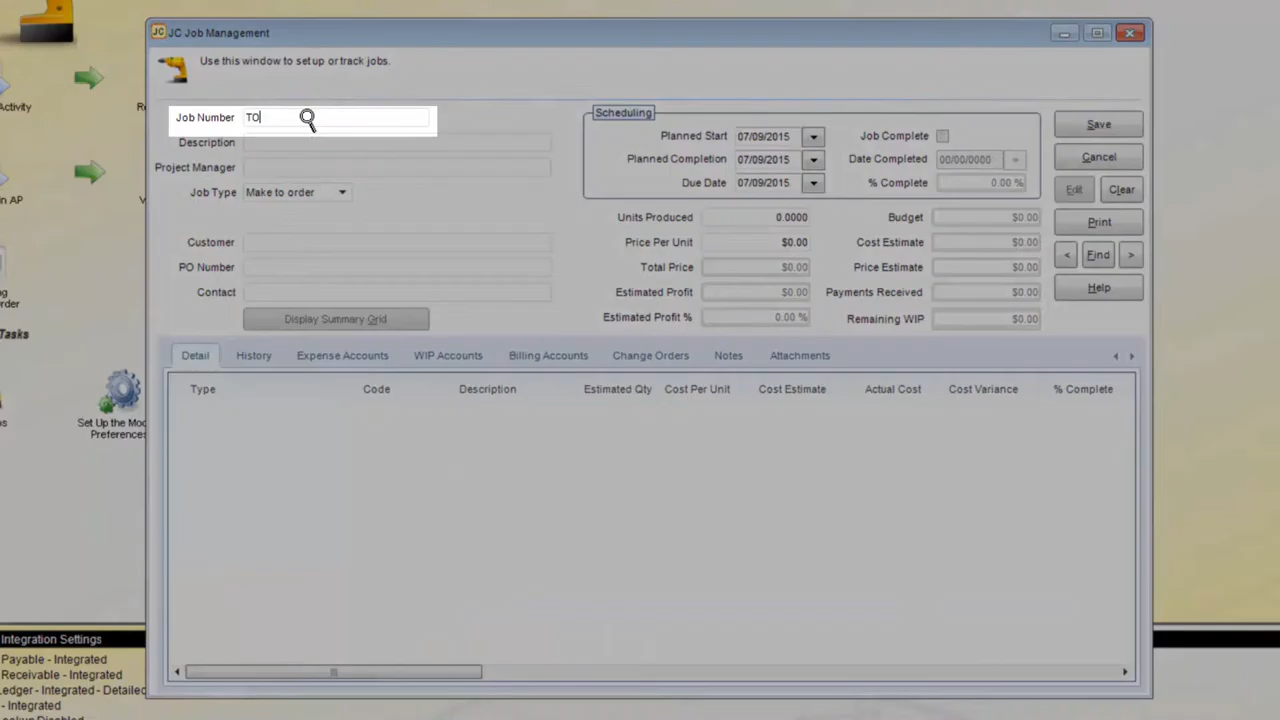 JC JC Job Management
Use this window to set up or track jobs.
Activity
in AP
Tasks
Set Up the
Preferences
Job Number TO
Description
Project Manager
Job Type Make to order
Customer
PO Number
Contact
Display Summary Grid
Scheduling
Planned Start 07/09/2015 Job Complete
Planned Completion 07/09/2015 Date Completed 00/00/0000
Due Date 07/09/2015 % Complete 0.00 %
Units Produced 0.0000 Budget $0.00
Price Per Unit $0.00 Cost Estimate $0.00
Total Price $0.00 Price Estimate $0.00
Estimated Profit $0.00 Payments Received $0.00
Estimated Profit % 0.00 % Remaining WIP $0.00
Save
Cancel
Edit Clear
Print
< Find >
Help
Detail History Expense Accounts WIP Accounts Billing Accounts Change Orders Notes Attachments
Type Code Description Estimated Qty Cost Per Unit Cost Estimate Actual Cost Cost Variance % Complete
Integration Settings
Payable - Integrated
Receivable - Integrated
Ledger - Integrated - Detailed
- Integrated